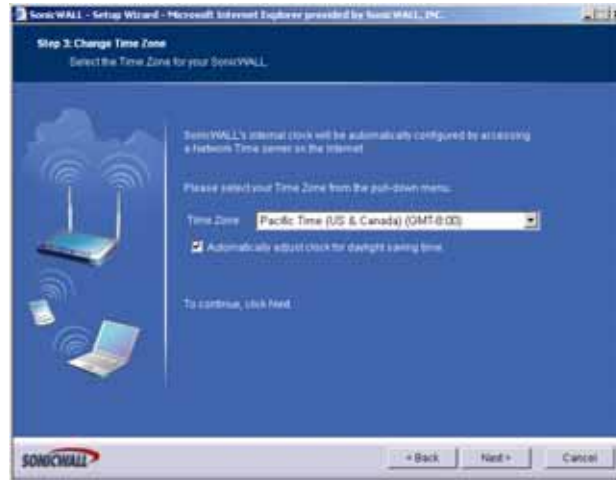 SonicWALL - Setup Wizard - Microsoft Internet Explorer provided by SonicWALL, INC.
Step 3: Change Time Zone
Select the Time Zone for your SonicWALL.
SonicWALL's internal clock will be automatically configured by accessing
a Network Time server on the Internet
Please select your Time Zone from the pull-down menu.
Time Zone Pacific Time (US & Canada) (GMT-8:00)
Automatically adjust clock for daylight saving time.
To continue, click Next.
SONICWALL
< Back Next > Cancel